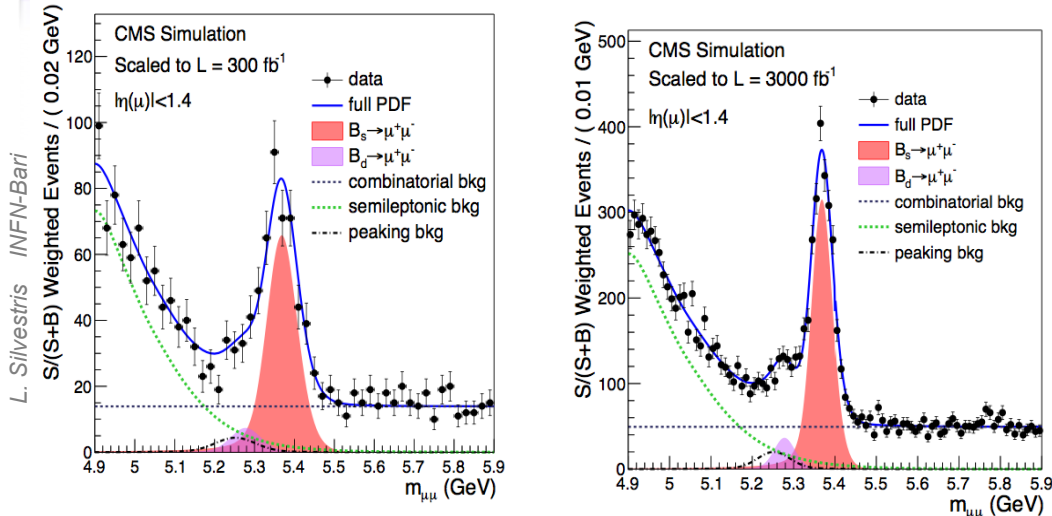 L. Silvestris INFN-Bari
S/(S+B) Weighted Events / ( 0.02 GeV)
120
100
80
60
40
20
0
CMS Simulation
Scaled to L = 300 fb⁻¹
|η(μ)|<1.4
data
full PDF
Bₛ→μ⁺μ⁻
B_d→μ⁺μ⁻
combinatorial bkg
semileptonic bkg
peaking bkg
4.9 5 5.1 5.2 5.3 5.4 5.5 5.6 5.7 5.8 5.9
m_μμ (GeV)
S/(S+B) Weighted Events / ( 0.01 GeV)
500
400
300
200
100
0
CMS Simulation
Scaled to L = 3000 fb⁻¹
|η(μ)|<1.4
data
full PDF
Bₛ→μ⁺μ⁻
B_d→μ⁺μ⁻
combinatorial bkg
semileptonic bkg
peaking bkg
4.9 5 5.1 5.2 5.3 5.4 5.5 5.6 5.7 5.8 5.9
m_μμ (GeV)